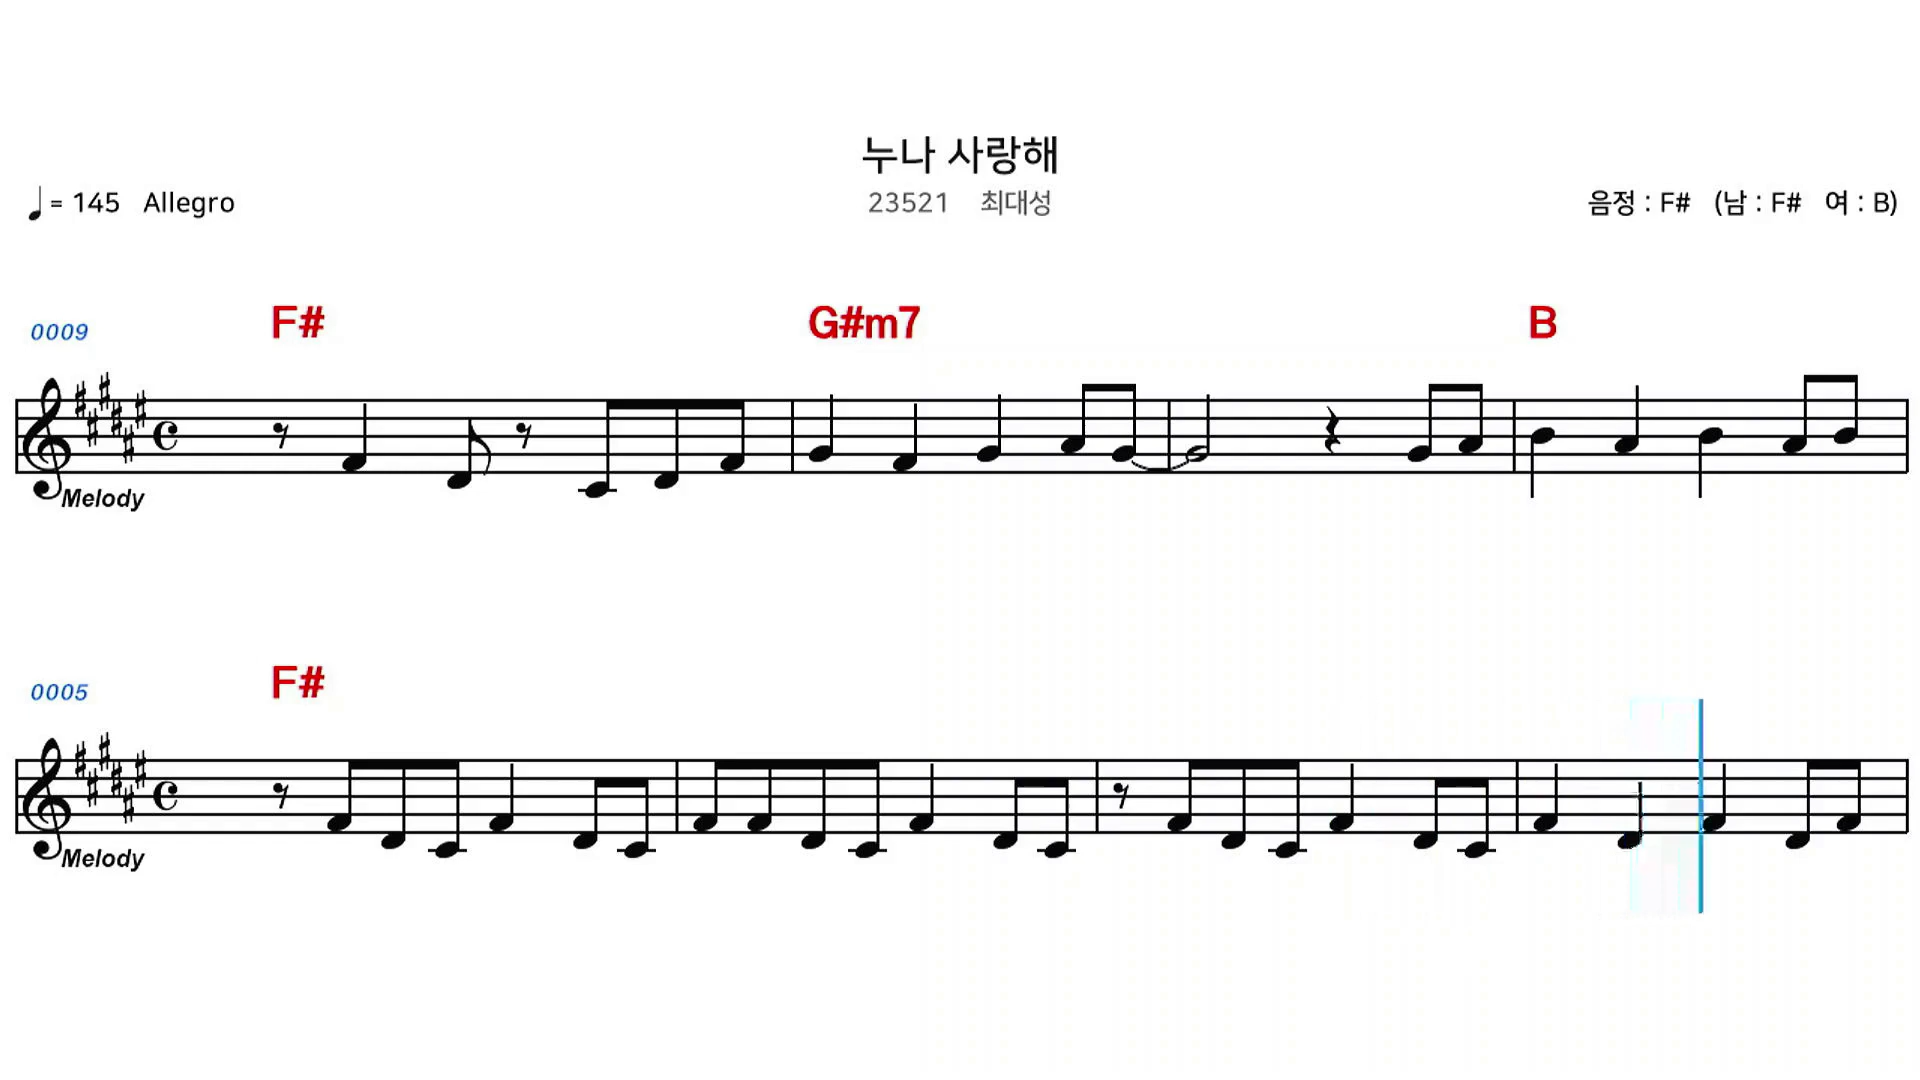 누나 사랑해
♩= 145 Allegro
23521 최대성
음정 : F# (남 : F# 여 : B)
0009 F# G#m7 B
Melody
0005 F#
Melody